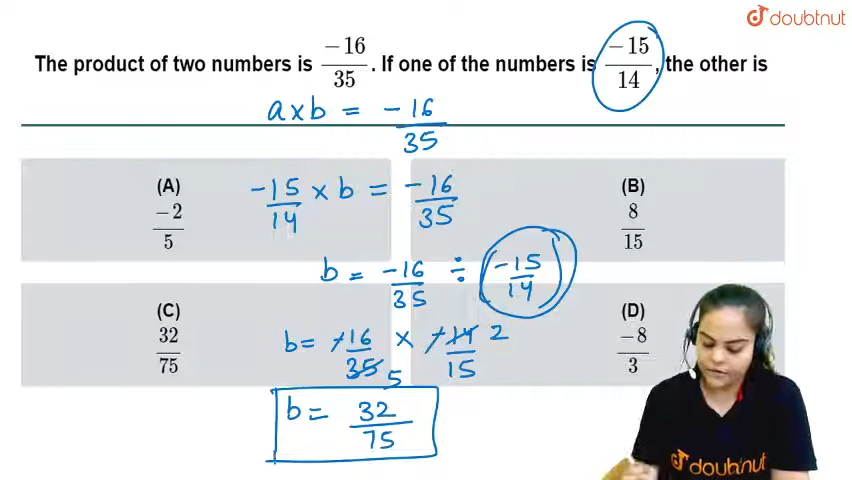 doubtnut
The product of two numbers is -16/35. If one of the numbers is -15/14, the other is
a x b = -16/35
(A)
-2/5
-15/14 x b = -16/35
(B)
8/15
b = -16/35 ÷ (-15/14)
(C)
32/75
b = -16/35 5 x -14/15 2
(D)
-8/3
b = 32/75
doubtnut